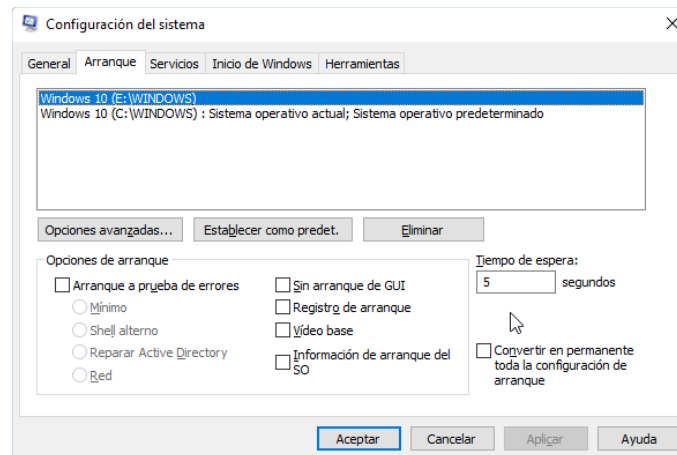 Configuración del sistema
General Arranque Servicios Inicio de Windows Herramientas
Windows 10 (E:\WINDOWS)
Windows 10 (C:\WINDOWS) : Sistema operativo actual; Sistema operativo predeterminado
Opciones avanzadas... Establecer como predet. Eliminar
Opciones de arranque
Arranque a prueba de errores
Mínimo
Shell alterno
Reparar Active Directory
Red
Sin arranque de GUI
Registro de arranque
Vídeo base
Información de arranque del
SO
Tiempo de espera:
5 segundos
Convertir en permanente
toda la configuración de
arranque
Aceptar Cancelar Aplicar Ayuda